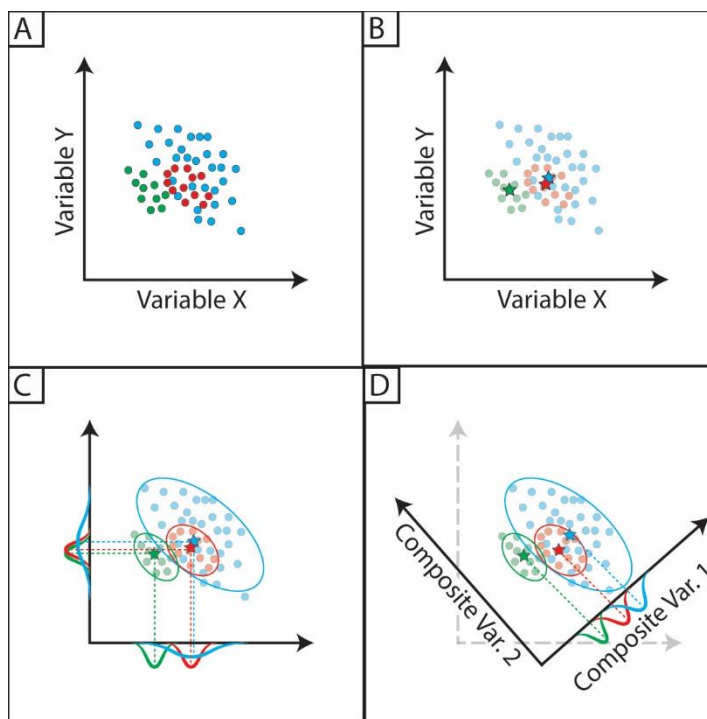 A
Variable Y
Variable X
B
Variable Y
Variable X
C
D
Composite Var. 2
Composite Var. 1